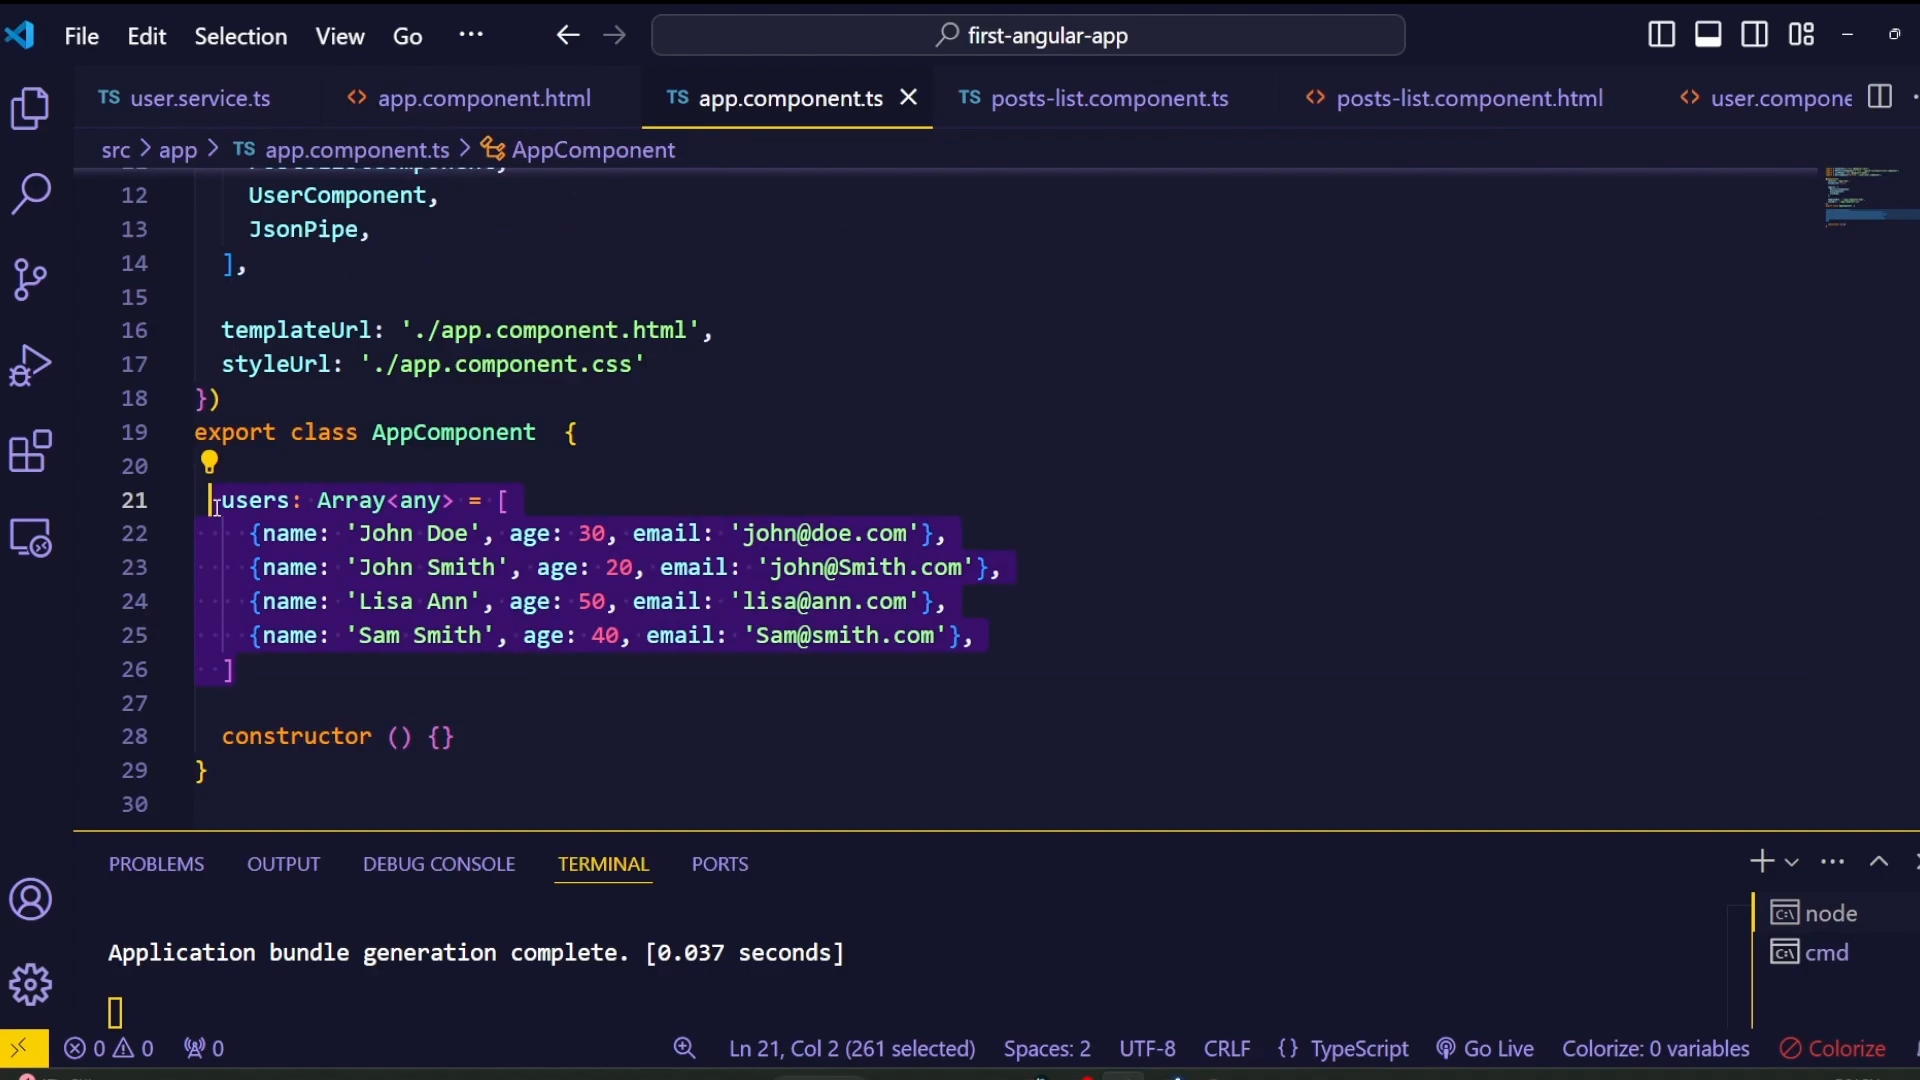 File Edit Selection View Go ··· first-angular-app
TS user.service.ts <> app.component.html TS app.component.ts TS posts-list.component.ts <> posts-list.component.html <> user.compone
src > app > TS app.component.ts > AppComponent
12 UserComponent,
13 JsonPipe,
14 ],
15
16 templateUrl: './app.component.html',
17 styleUrl: './app.component.css'
18 })
19 export class AppComponent {
20
21 users: Array<any> = [
22 {name: 'John Doe', age: 30, email: 'john@doe.com'},
23 {name: 'John Smith', age: 20, email: 'john@Smith.com'},
24 {name: 'Lisa Ann', age: 50, email: 'lisa@ann.com'},
25 {name: 'Sam Smith', age: 40, email: 'Sam@smith.com'},
26 ]
27
28 constructor () {}
29 }
30
PROBLEMS OUTPUT DEBUG CONSOLE TERMINAL PORTS
node
Application bundle generation complete. [0.037 seconds]
cmd
0 0 0 Ln 21, Col 2 (261 selected) Spaces: 2 UTF-8 CRLF {} TypeScript Go Live Colorize: 0 variables Colorize